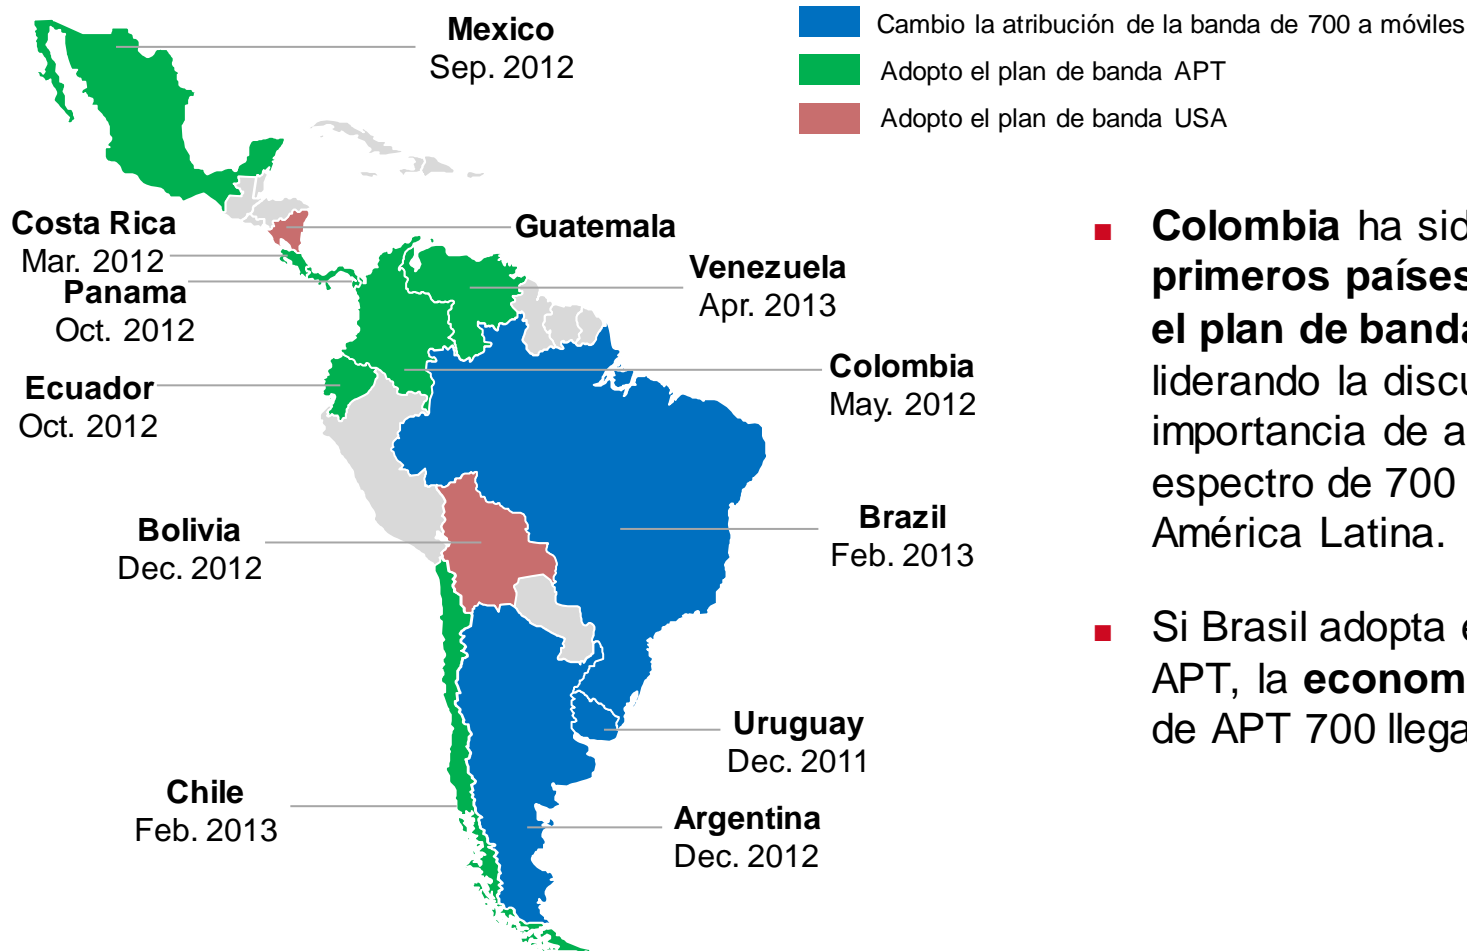 Mexico
Sep. 2012
Cambio la atribución de la banda de 700 a móviles
Adopto el plan de banda APT
Adopto el plan de banda USA
Costa Rica
Mar. 2012
Guatemala
Panama
Oct. 2012
Venezuela
Apr. 2013
Ecuador
Oct. 2012
Colombia
May. 2012
Bolivia
Dec. 2012
Brazil
Feb. 2013
Uruguay
Dec. 2011
Chile
Feb. 2013
Argentina
Dec. 2012
Colombia ha sid
primeros países
el plan de banda
liderando la discu
importancia de a
espectro de 700
América Latina.
Si Brasil adopta e
APT, la econom
de APT 700 llega